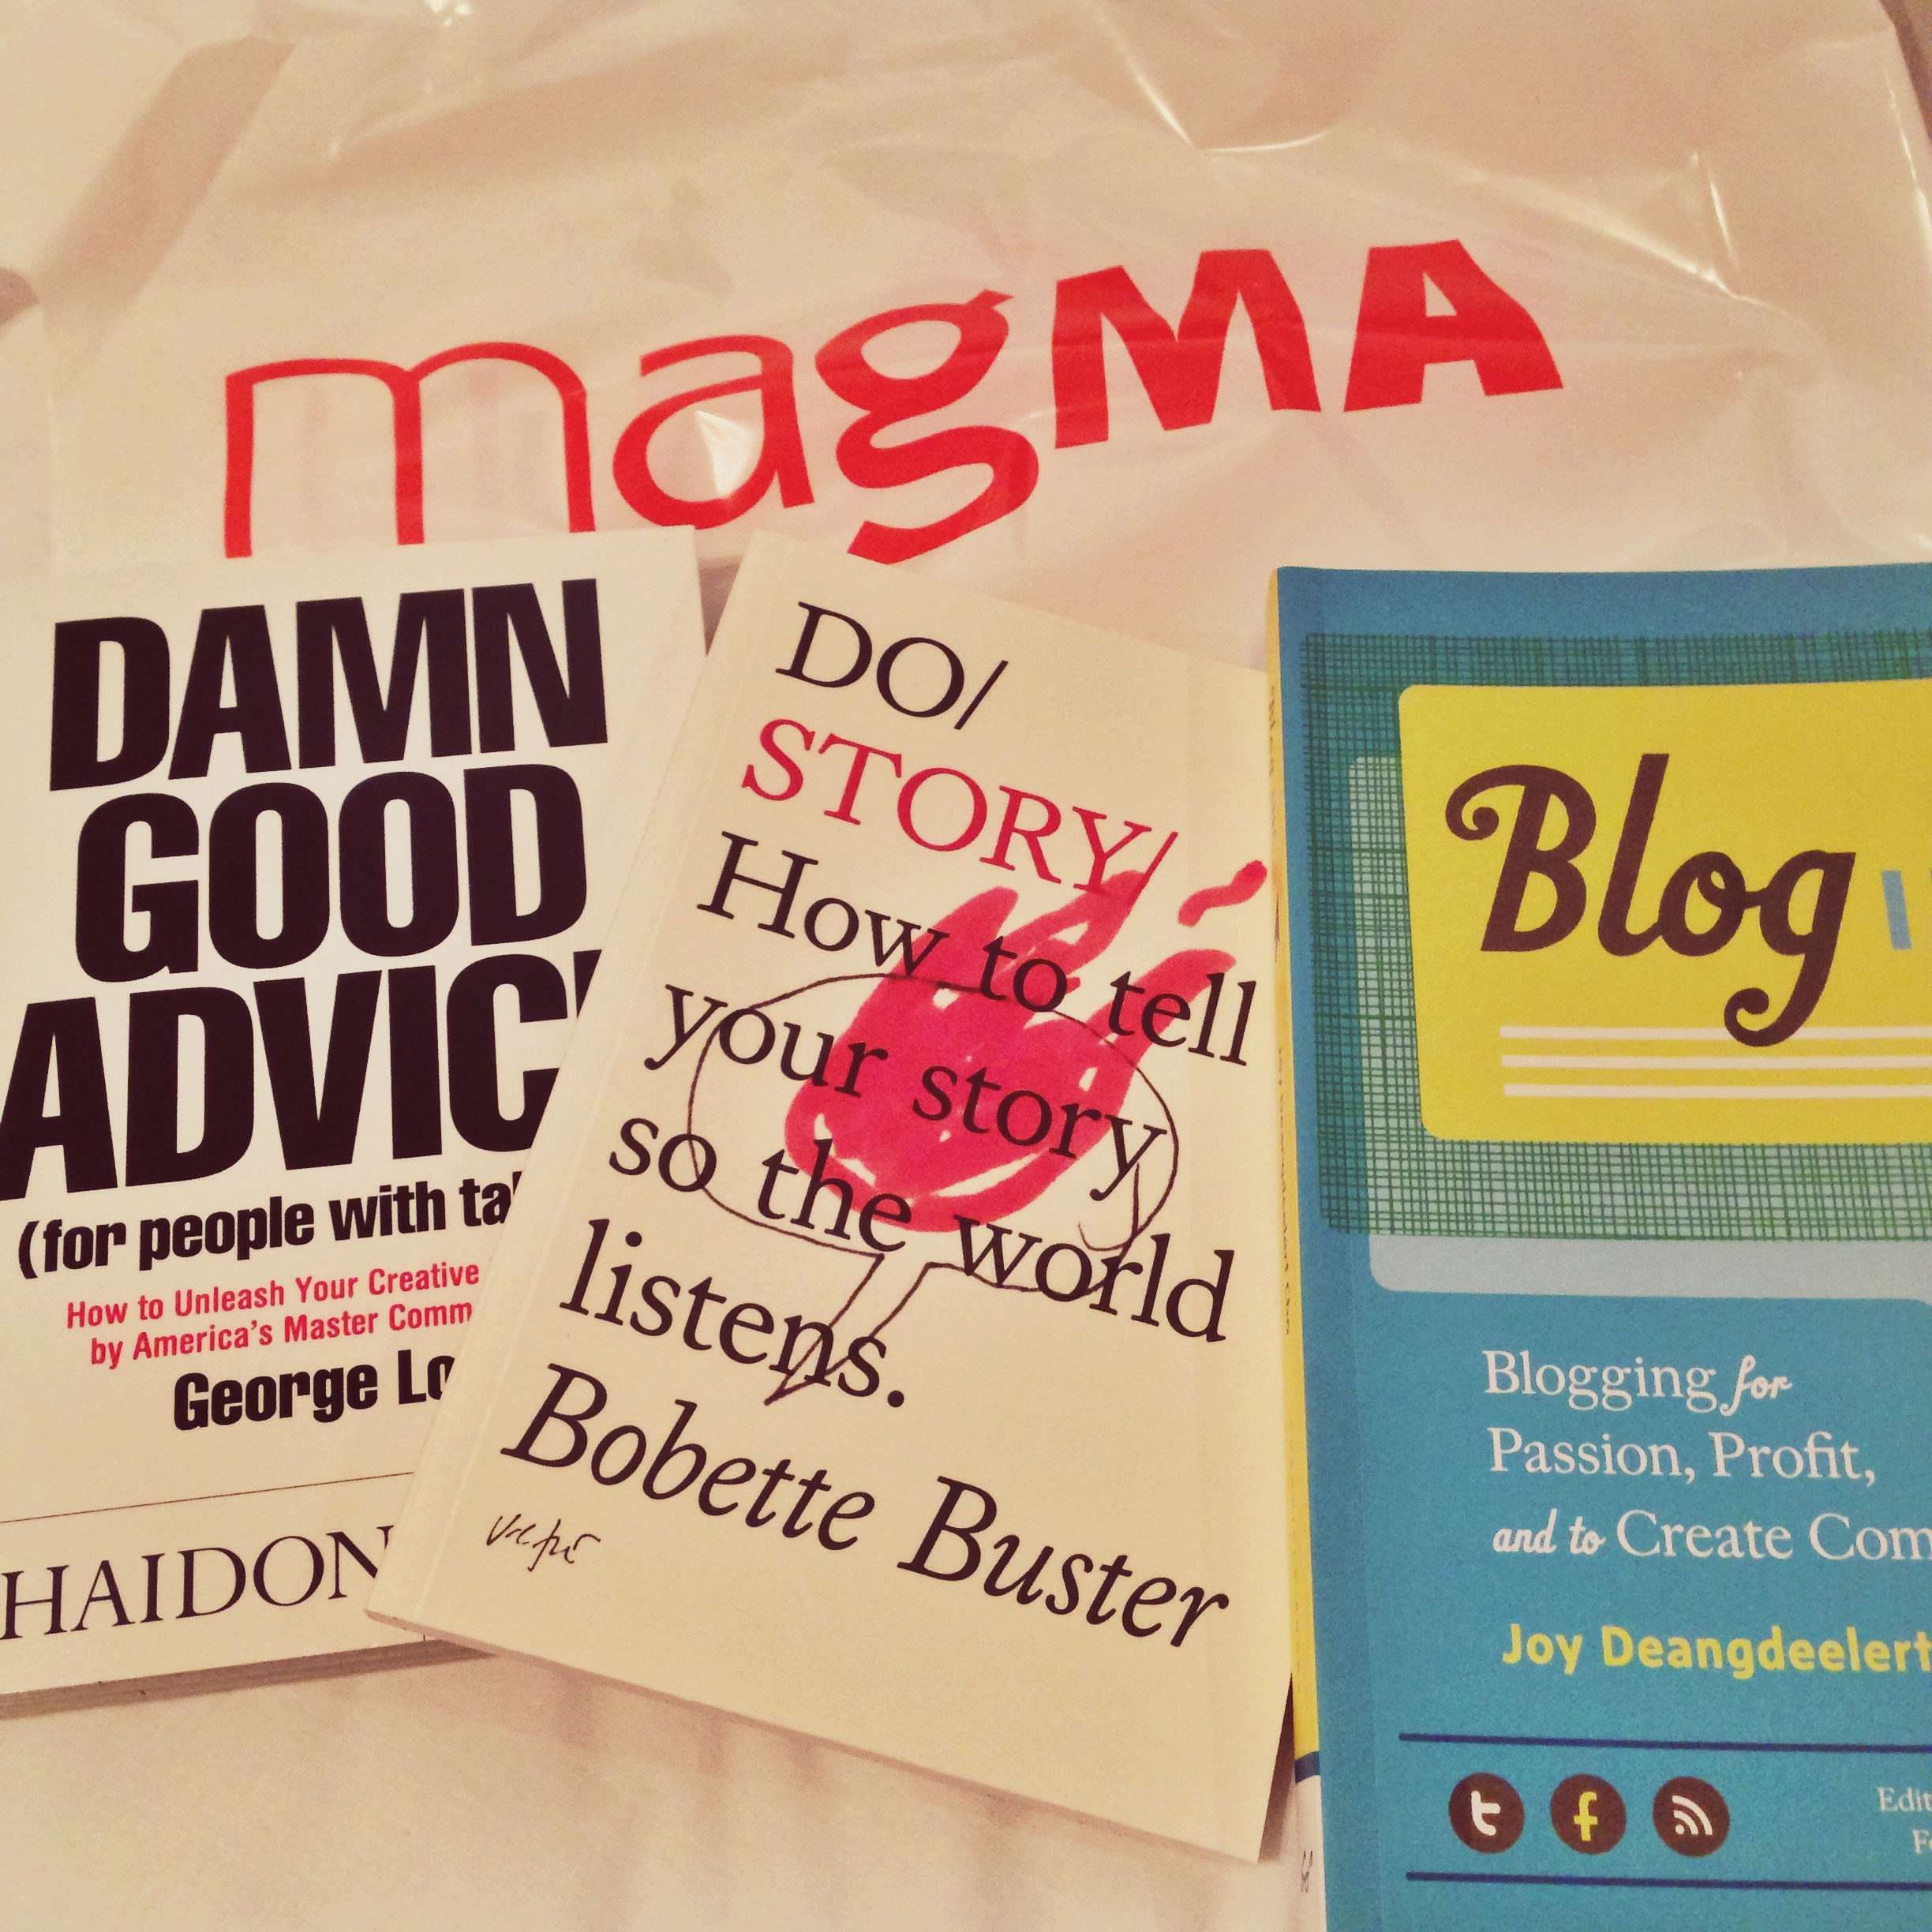 magMA
DAMN
GOOD
ADVIC
(for people with ta
How to Unleash Your Creative
by America's Master Comm
George Lo
HAIDON
DO/
STORY/
How to tell
your story
so the world
listens.
Bobette Buster
Blog
Blogging for
Passion, Profit,
and to Create Com
Joy Deangdeelert
t f
Edit
Fo